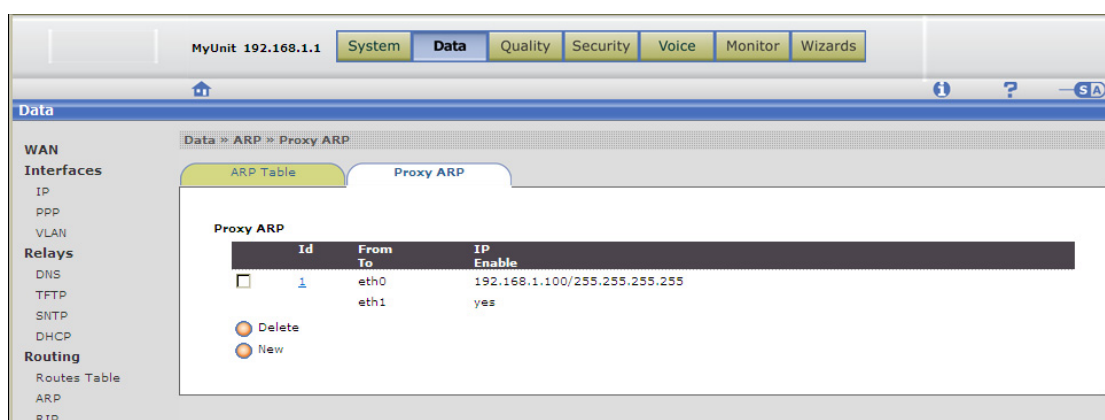 MyUnit 192.168.1.1 System Data Quality Security Voice Monitor Wizards
i ? S A
Data
Data » ARP » Proxy ARP
WAN
Interfaces
IP
PPP
VLAN
Relays
DNS
TFTP
SNTP
DHCP
Routing
Routes Table
ARP
RIP
ARP Table Proxy ARP
Proxy ARP
Id From IP
To Enable
1 eth0 192.168.1.100/255.255.255.255
eth1 yes
Delete
New